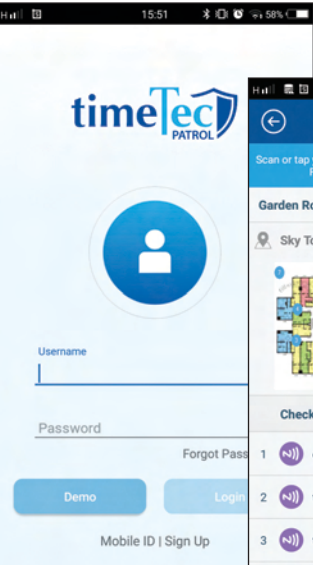 15:51
58%
timeTec
PATROL
Username
Password
Forgot Pass
Demo
Login
Mobile ID | Sign Up
Scan or tap
Garden Ro
Sky To
Check
1
2
3